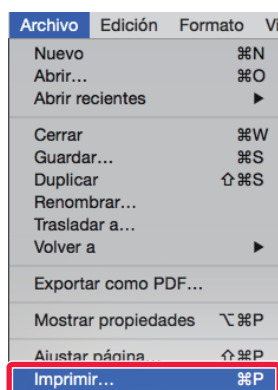 Archivo Edición Formato Vi
Nuevo ⌘N
Abrir... ⌘O
Abrir recientes ▶
Cerrar ⌘W
Guardar... ⌘S
Duplicar ⇧⌘S
Renombrar...
Trasladar a...
Volver a ▶
Exportar como PDF...
Mostrar propiedades ⌥⌘P
Ajustar página... ⇧⌘P
Imprimir... ⌘P